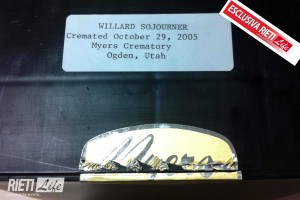 ESCLUSIVA RIETI Life
WILLARD SOJOURNER
Cremated October 29, 2005
Myers Crematory
Ogden, Utah
Myers
RIETI Life